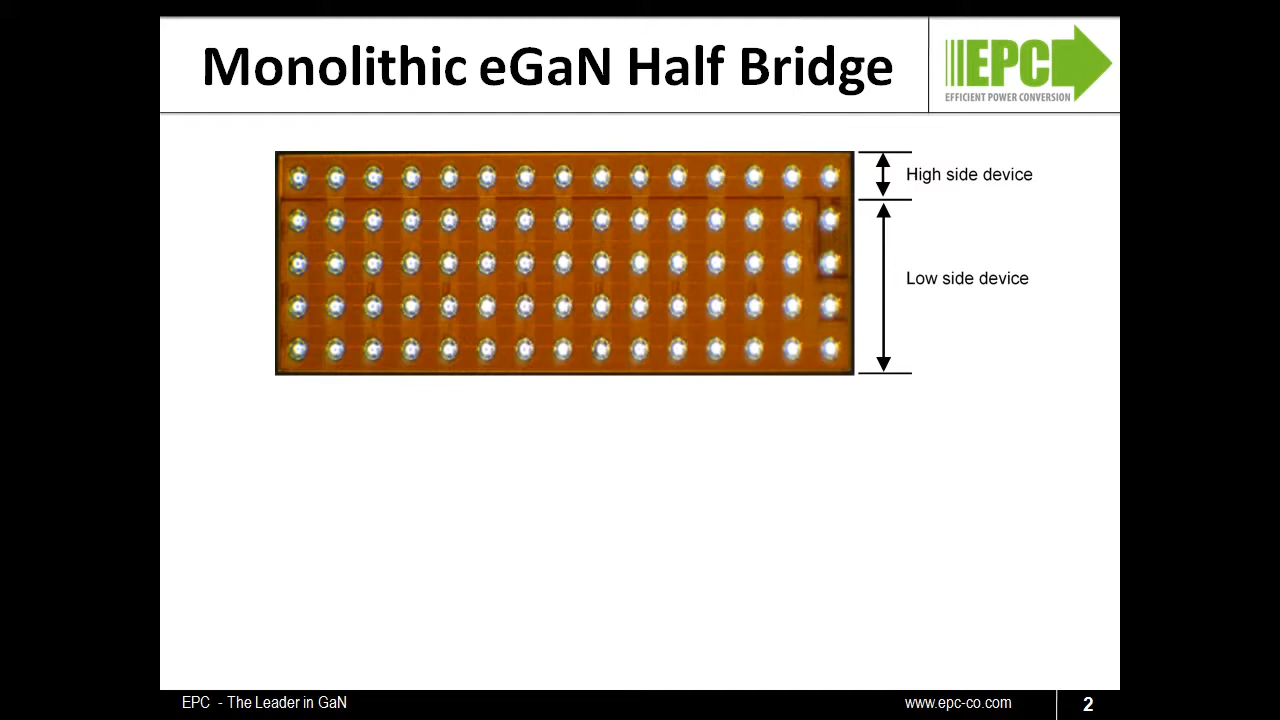 Monolithic eGaN Half Bridge
EPC
EFFICIENT POWER CONVERSION
High side device
Low side device
EPC - The Leader in GaN
www.epc-co.com
2